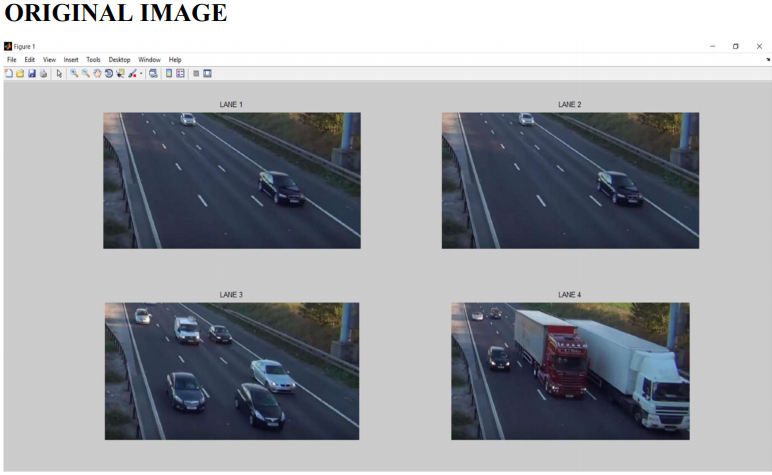 ORIGINAL IMAGE
Figure 1
File Edit View Insert Tools Desktop Window Help
LANE 1
LANE 2
LANE 3
LANE 4